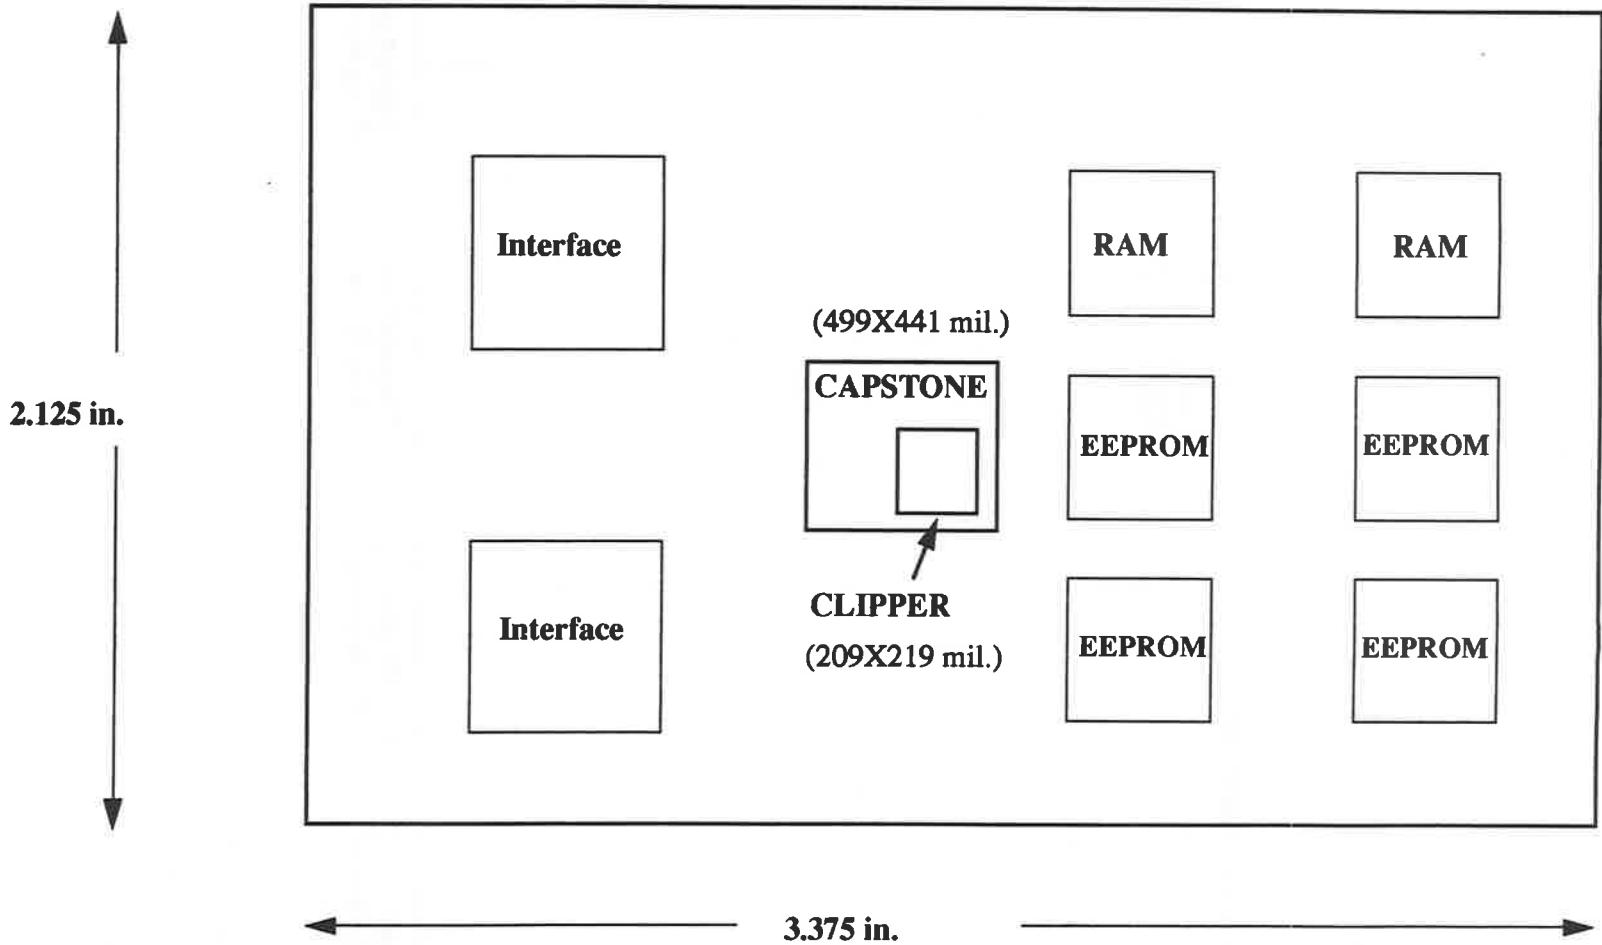 Interface
RAM
RAM
(499X441 mil.)
CAPSTONE
2.125 in.
EEPROM
EEPROM
CLIPPER
(209X219 mil.)
Interface
EEPROM
EEPROM
3.375 in.